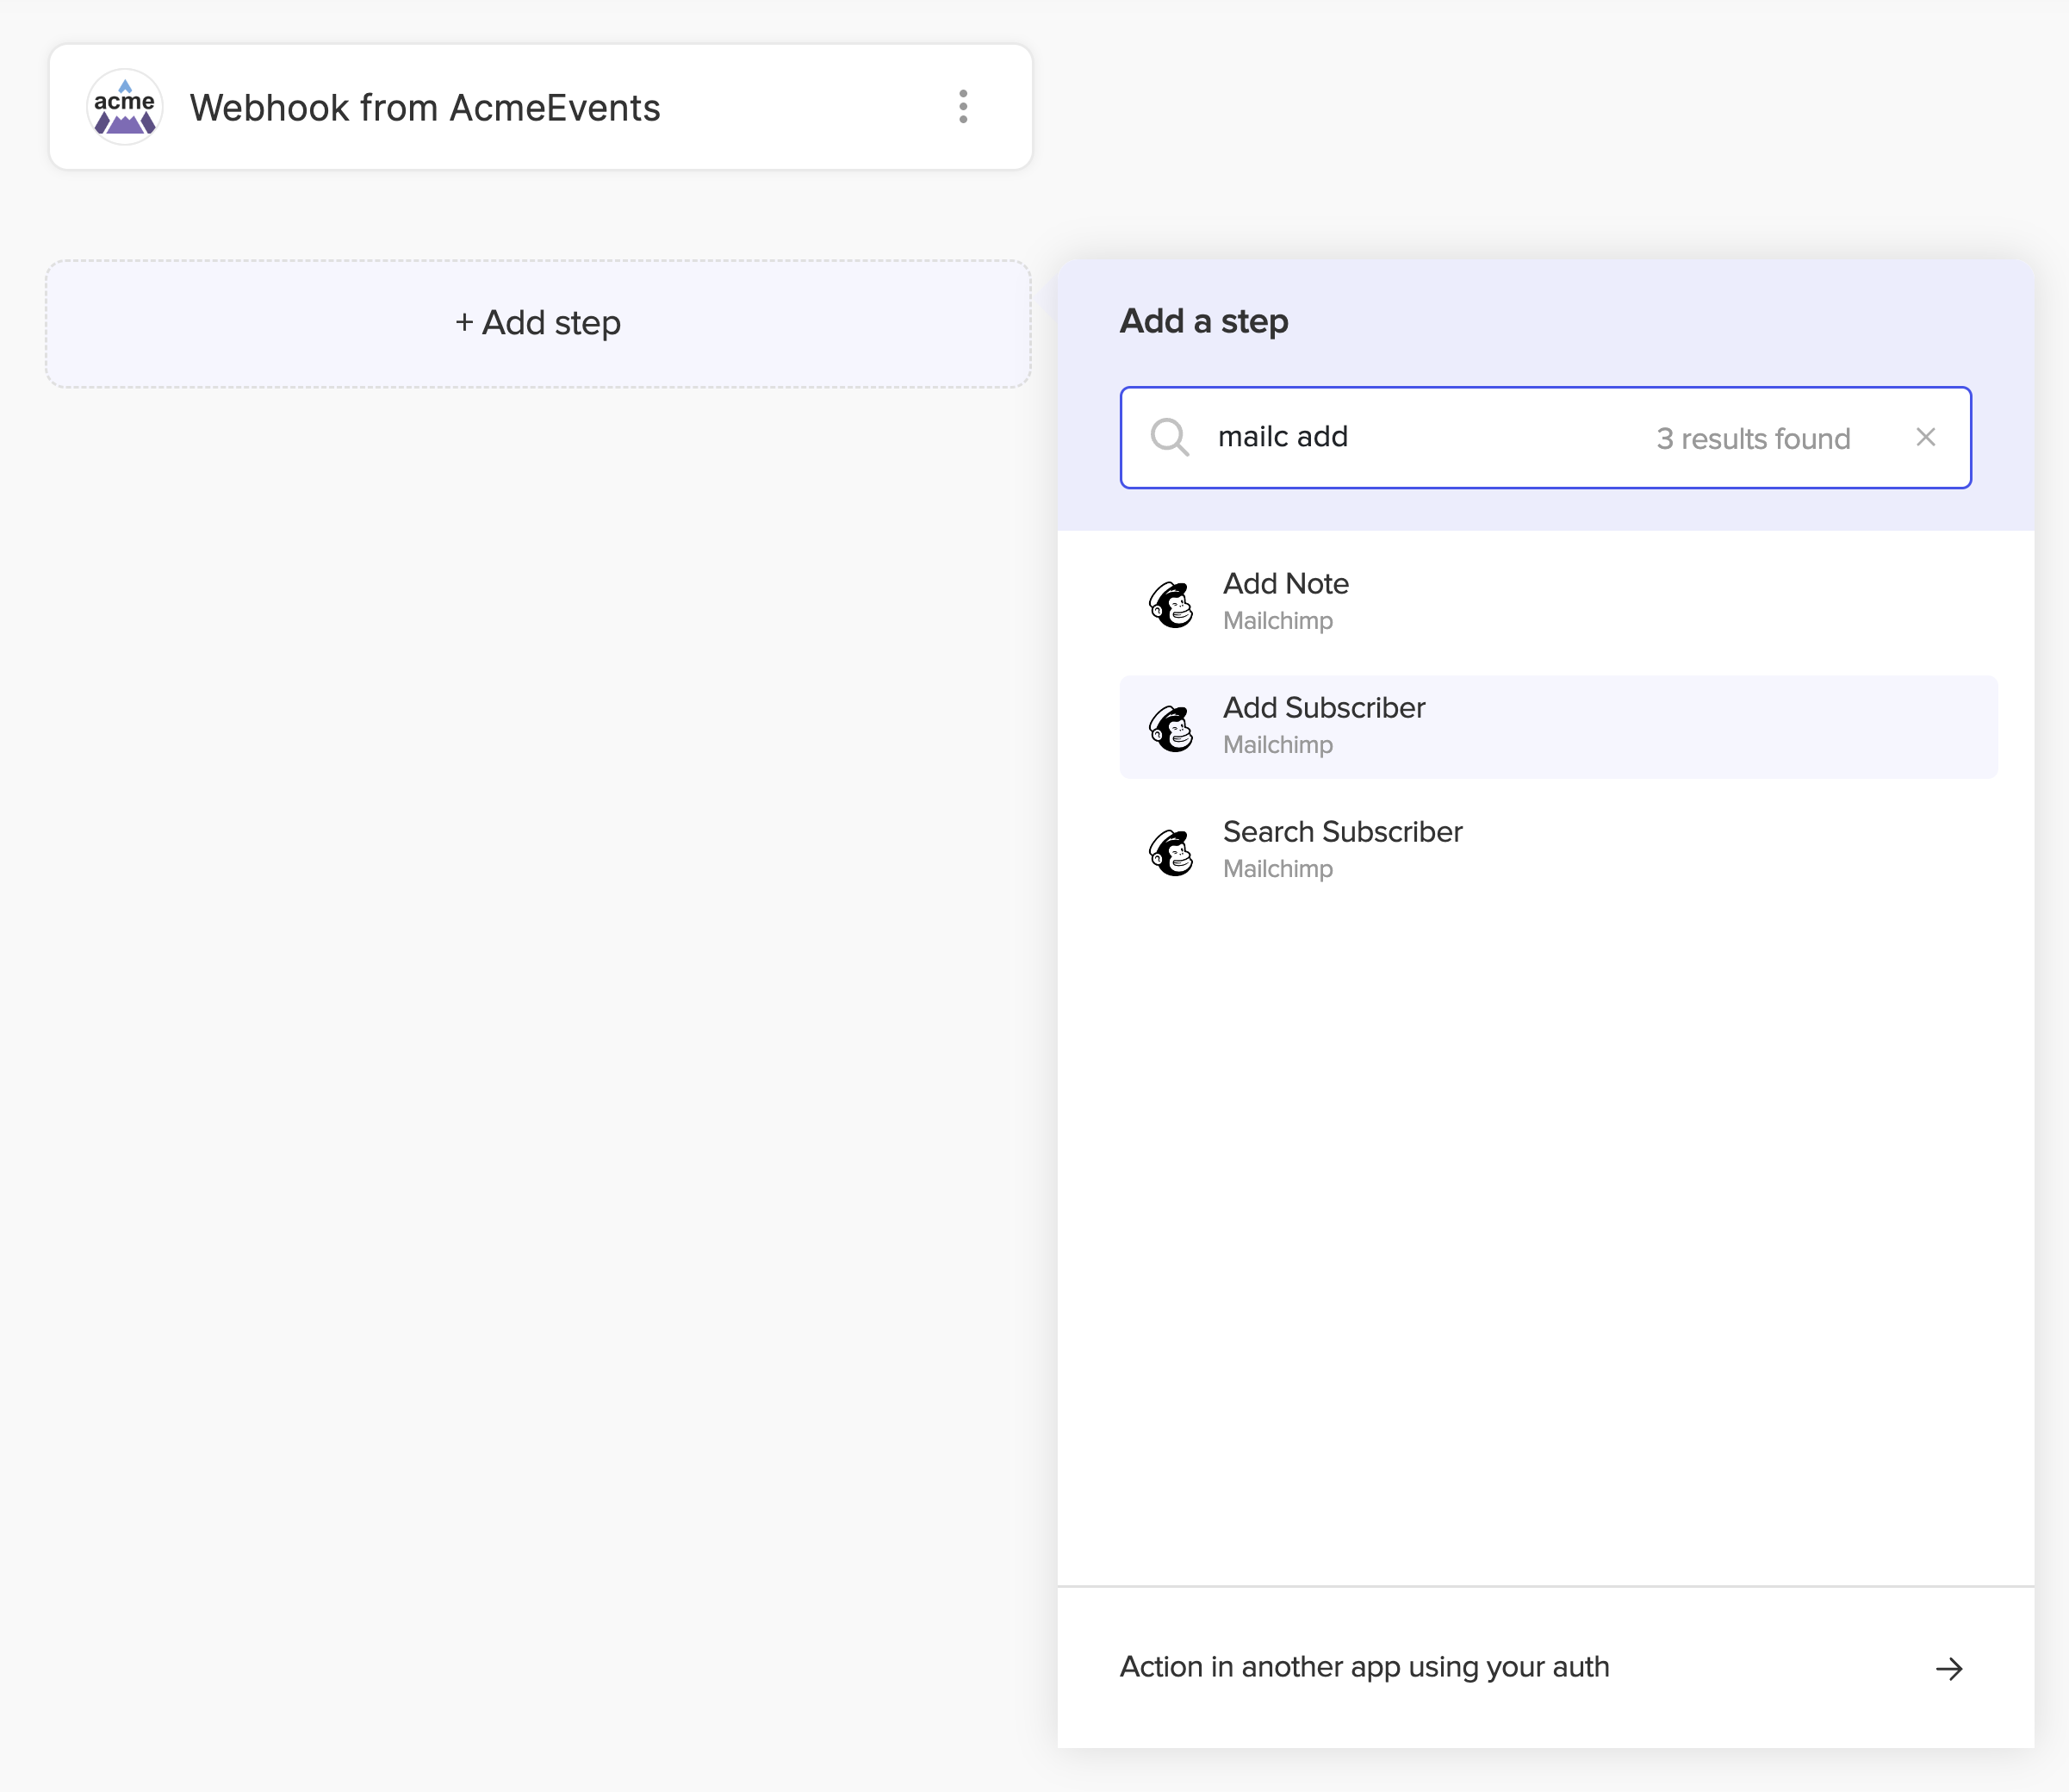 acme
Webhook from AcmeEvents
+ Add step
Add a step
mailc add
3 results found
Add Note
Mailchimp
Add Subscriber
Mailchimp
Search Subscriber
Mailchimp
Action in another app using your auth